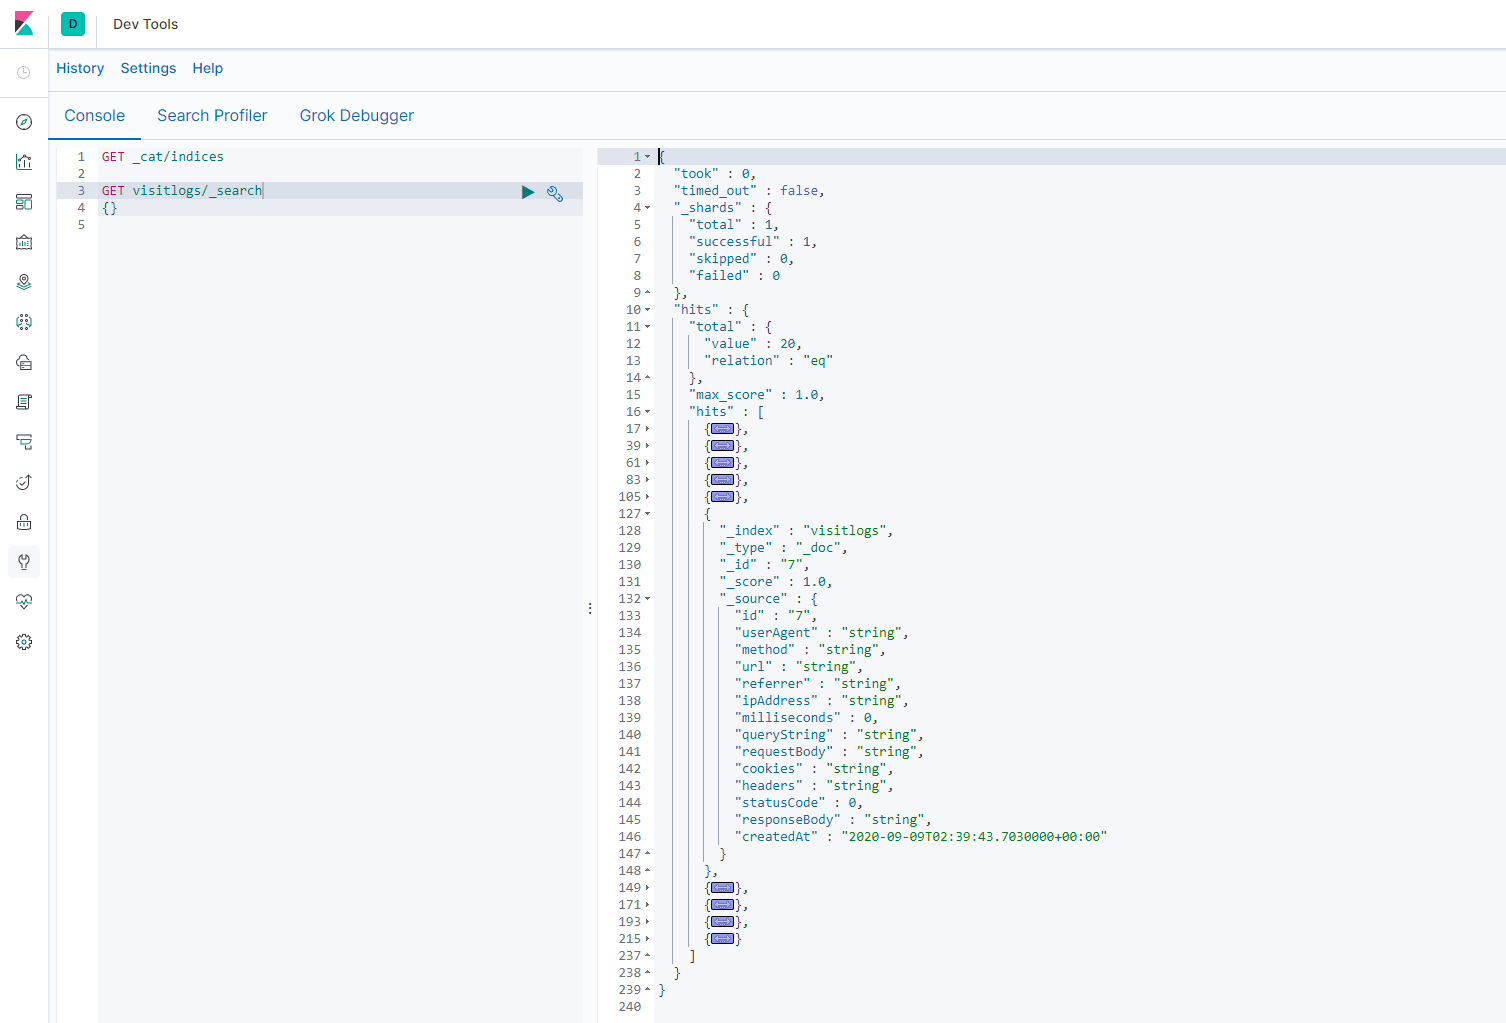 D Dev Tools
History Settings Help
Console Search Profiler Grok Debugger
1 GET _cat/indices
2
3 GET visitlogs/_search
4 {}
5
1 {
2 "took" : 0,
3 "timed_out" : false,
4 "_shards" : {
5 "total" : 1,
6 "successful" : 1,
7 "skipped" : 0,
8 "failed" : 0
9 },
10 "hits" : {
11 "total" : {
12 "value" : 20,
13 "relation" : "eq"
14 },
15 "max_score" : 1.0,
16 "hits" : [
17 {},
39 {},
61 {},
83 {},
105 {},
127 {
128 "_index" : "visitlogs",
129 "_type" : "_doc",
130 "_id" : "7",
131 "_score" : 1.0,
132 "_source" : {
133 "id" : "7",
134 "userAgent" : "string",
135 "method" : "string",
136 "url" : "string",
137 "referrer" : "string",
138 "ipAddress" : "string",
139 "milliseconds" : 0,
140 "queryString" : "string",
141 "requestBody" : "string",
142 "cookies" : "string",
143 "headers" : "string",
144 "statusCode" : 0,
145 "responseBody" : "string",
146 "createdAt" : "2020-09-09T02:39:43.7030000+00:00"
147 }
148 },
149 {},
171 {},
193 {},
215 {}
237 ]
238 }
239 }
240